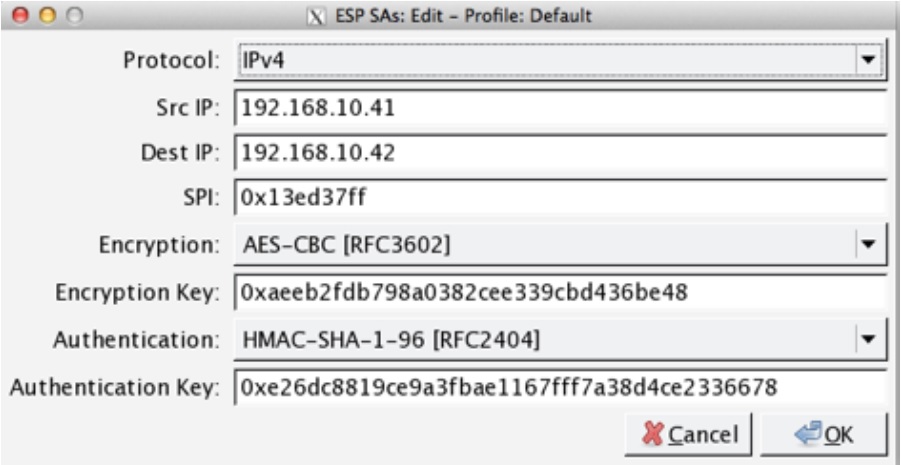 ESP SAs: Edit – Profile: Default
Protocol: IPv4
Src IP: 192.168.10.41
Dest IP: 192.168.10.42
SPI: 0x13ed37ff
Encryption: AES-CBC [RFC3602]
Encryption Key: 0xaeeb2fdb798a0382cee339cbd436be48
Authentication: HMAC-SHA-1-96 [RFC2404]
Authentication Key: 0xe26dc8819ce9a3fbae1167fff7a38d4ce2336678
Cancel OK